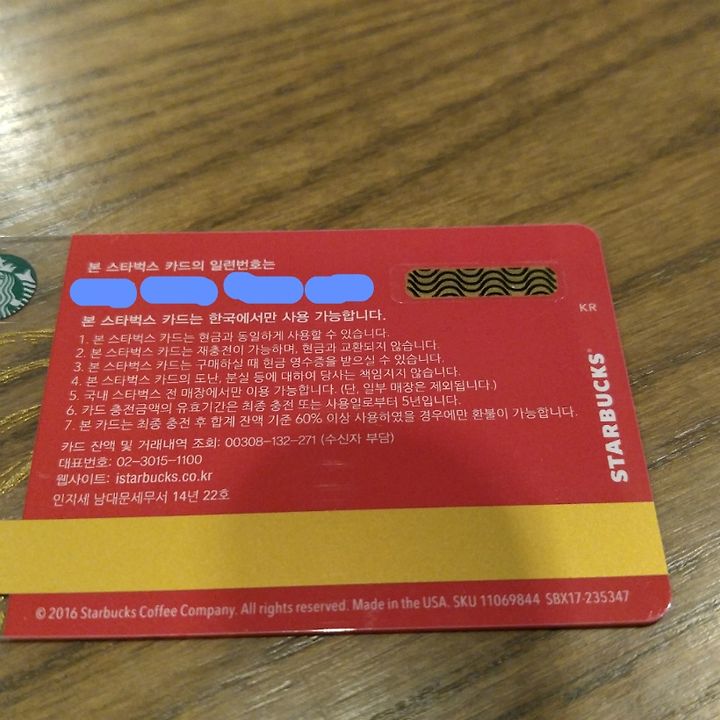 본 스타벅스 카드의 일련번호는
본 스타벅스 카드는 한국에서만 사용 가능합니다.
KR
1. 본 스타벅스 카드는 현금과 동일하게 사용할 수 있습니다.
2. 본 스타벅스 카드는 재충전이 가능하며, 현금과 교환되지 않습니다.
3. 본 스타벅스 카드는 구매하실 때 현금 영수증을 받으실 수 있습니다.
4. 본 스타벅스 카드의 도난, 분실 등에 대하여 당사는 책임지지 않습니다.
5. 국내 스타벅스 전 매장에서만 이용 가능합니다. (단, 일부 매장은 제외됩니다.)
6. 카드 충전금액의 유효기간은 최종 충전 또는 사용일로부터 5년입니다.
7. 본 카드는 최종 충전 후 합계 잔액 기준 60% 이상 사용하였을 경우에만 환불이 가능합니다.
카드 잔액 및 거래내역 조회: 00308-132-271 (수신자 부담)
대표번호: 02-3015-1100
웹사이트: istarbucks.co.kr
인지세 남대문세무서 14년 22호
STARBUCKS®
© 2016 Starbucks Coffee Company. All rights reserved. Made in the USA. SKU 11069844 SBX17-235347